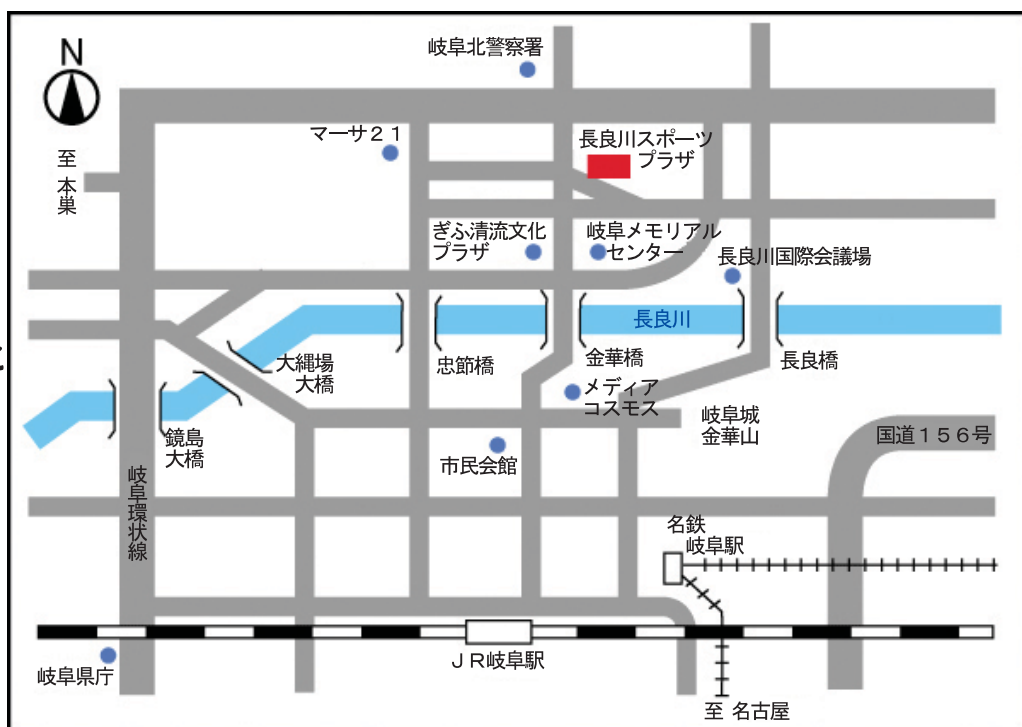 N
岐阜北警察署
マーサ２１
長良川スポーツ
プラザ
至
本巣
ぎふ清流文化
プラザ
岐阜メモリアル
センター
長良川国際会議場
長良川
大縄場
大橋
忠節橋
金華橋
長良橋
メディア
コスモス
岐阜城
金華山
鏡島
大橋
市民会館
国道１５６号
岐阜環状線
名鉄
岐阜駅
ＪＲ岐阜駅
岐阜県庁
至 名古屋